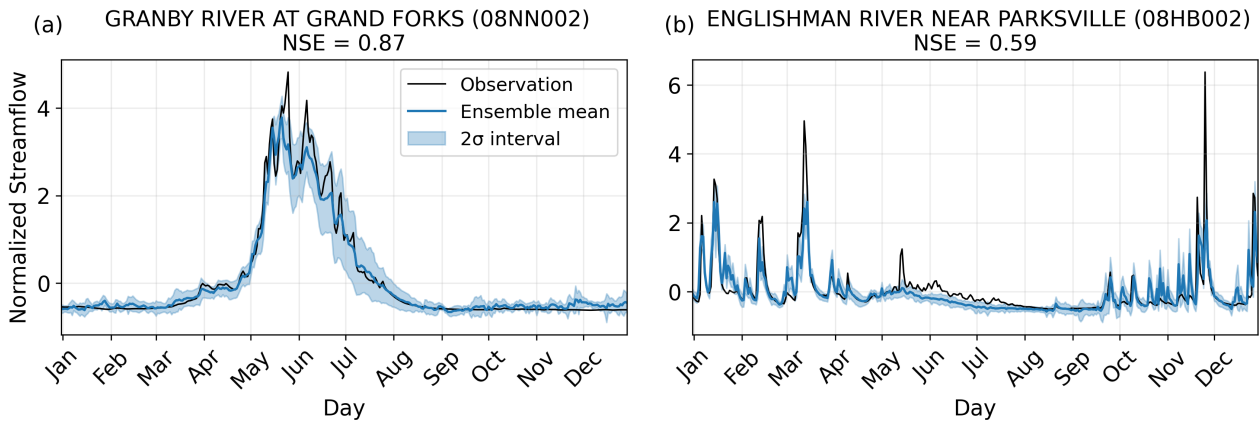 (a)
GRANBY RIVER AT GRAND FORKS (08NN002)
NSE = 0.87
Normalized Streamflow
4
2
0
Observation
Ensemble mean
2σ interval
Jan Feb Mar Apr May Jun Jul Aug Sep Oct Nov Dec
Day
(b)
ENGLISHMAN RIVER NEAR PARKSVILLE (08HB002)
NSE = 0.59
6
4
2
0
Jan Feb Mar Apr May Jun Jul Aug Sep Oct Nov Dec
Day